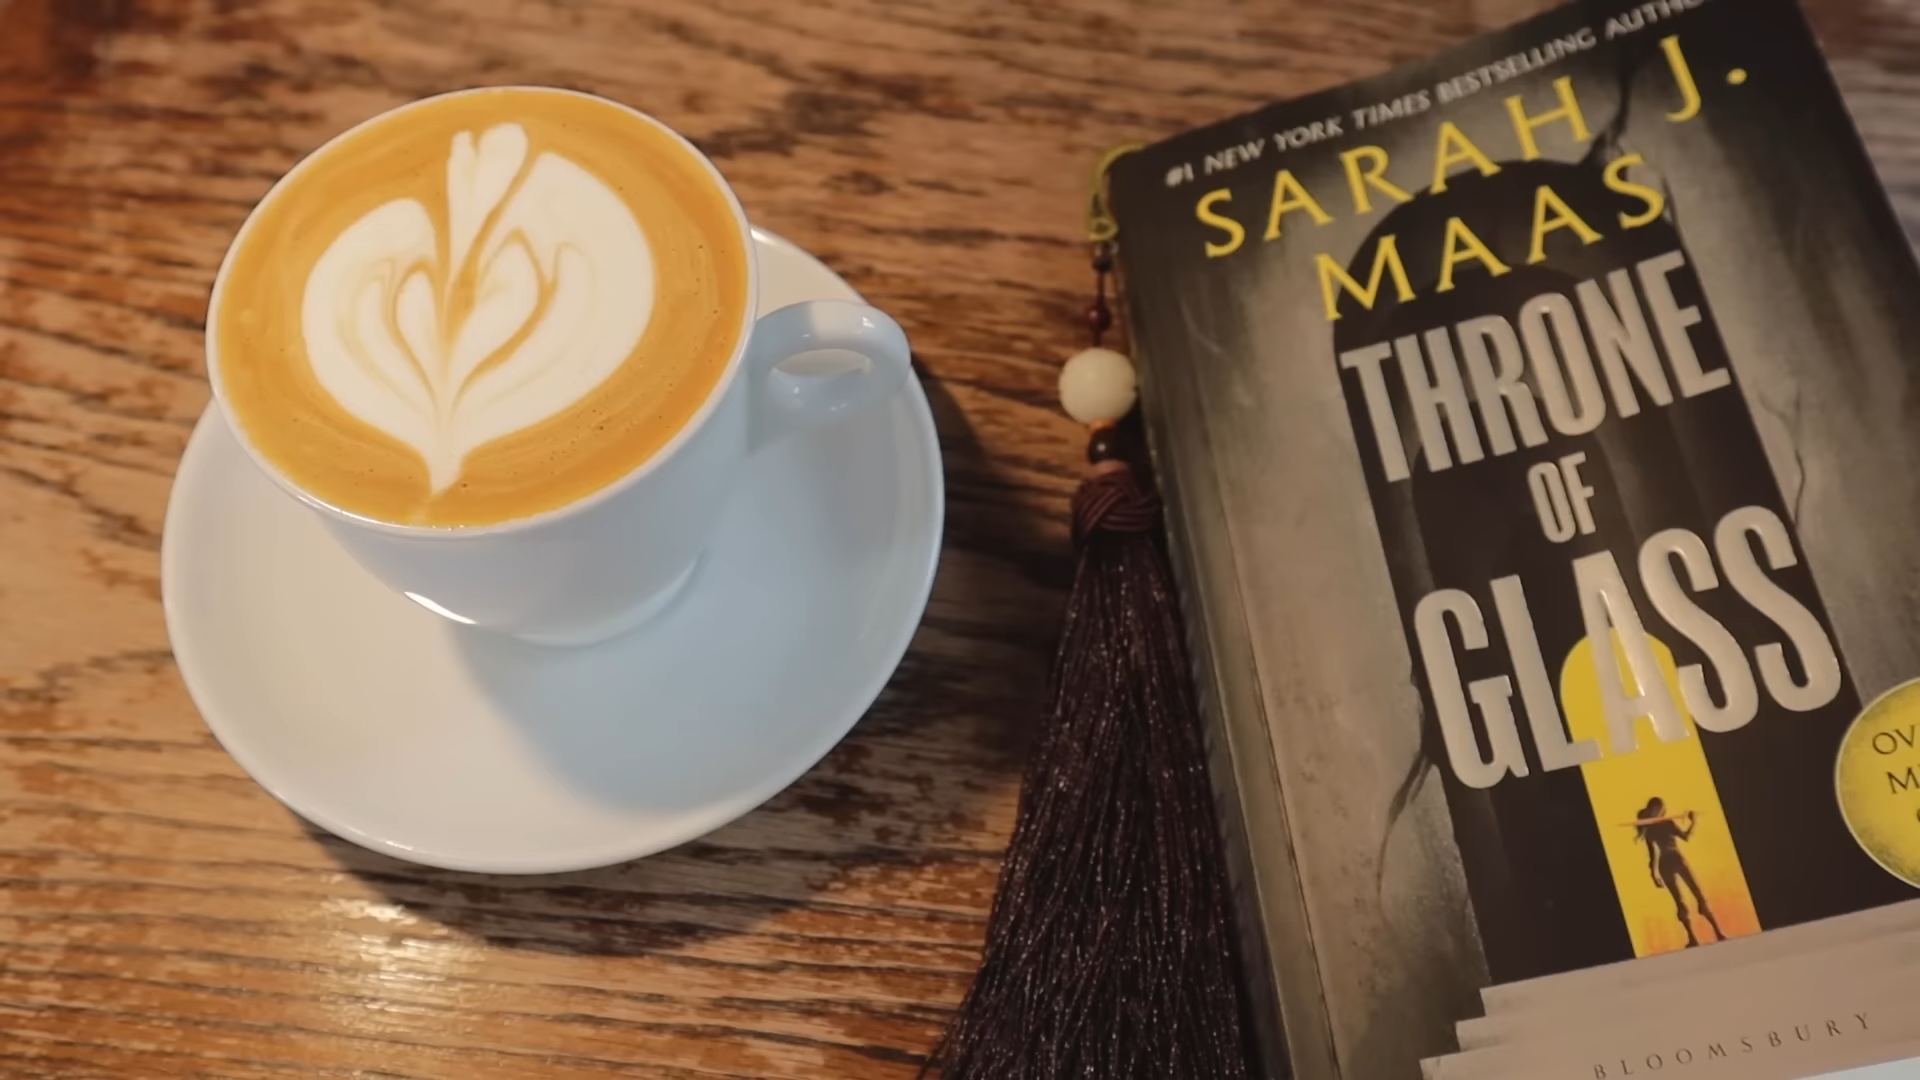 #1 NEW YORK TIMES BESTSELLING
SARAH J.
MAAS
THRONE
OF
GLASS
BLOOMSBURY